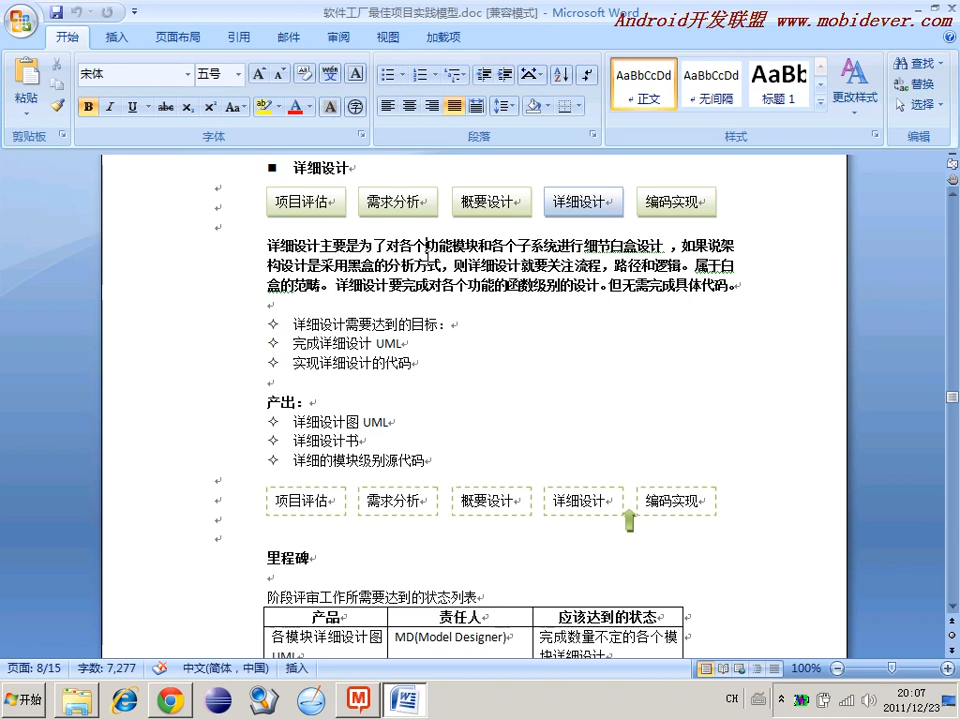 软件工厂最佳项目实践模型.doc [兼容模式] - Microsoft Word
Android开发联盟 www.mobidever.com
开始 插入 页面布局 引用 邮件 审阅 视图 加载项
宋体 五号
AaBbCcDd AaBbCcDd AaBb
粘贴
正文 无间隔 标题 1
更改样式
查找
替换
选择
剪贴板 字体 段落 样式 编辑
■ 详细设计
项目评估 需求分析 概要设计 详细设计 编码实现
详细设计主要是为了对各个功能模块和各个子系统进行细节白盒设计 ，如果说架
构设计是采用黑盒的分析方式，则详细设计就要关注流程，路径和逻辑。属于白
盒的范畴。 详细设计要完成对各个功能的函数级别的设计。但无需完成具体代码。
详细设计需要达到的目标：
完成详细设计 UML
实现详细设计的代码
产出：
详细设计图 UML
详细设计书
详细的模块级别源代码
项目评估 需求分析 概要设计 详细设计 编码实现
里程碑
阶段评审工作所需要达到的状态列表
产品 责任人 应该达到的状态
各模块详细设计图 MD(Model Designer) 完成数量不定的各个模
UML 块详细设计
页面: 8/15 字数: 7,277 中文(简体，中国) 插入 100%
开始 CH 20:07
2011/12/23